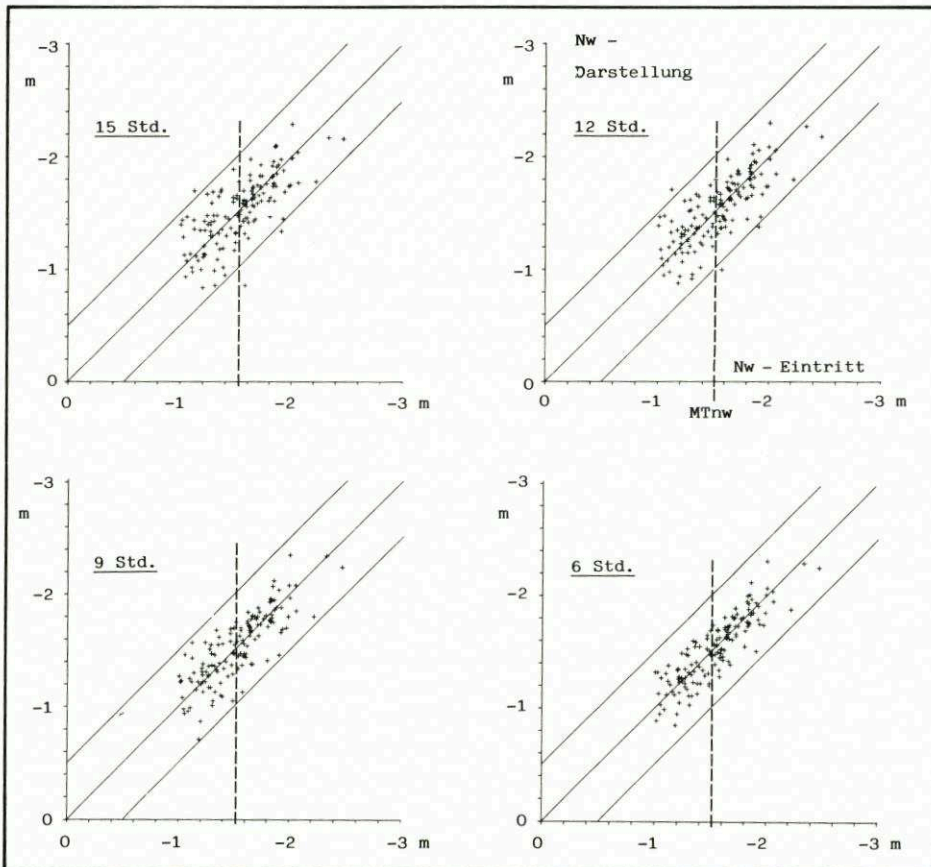 -3
m
15 Std.
-2
-1
0
0 -1 -2 -3 m
-3
m
Nw -
Darstellung
12 Std.
-2
-1
0
Nw - Eintritt
0 -1 -2 -3 m
MTnw
-3
m
9 Std.
-2
-1
0
0 -1 -2 -3 m
-3
m
6 Std.
-2
-1
0
0 -1 -2 -3 m